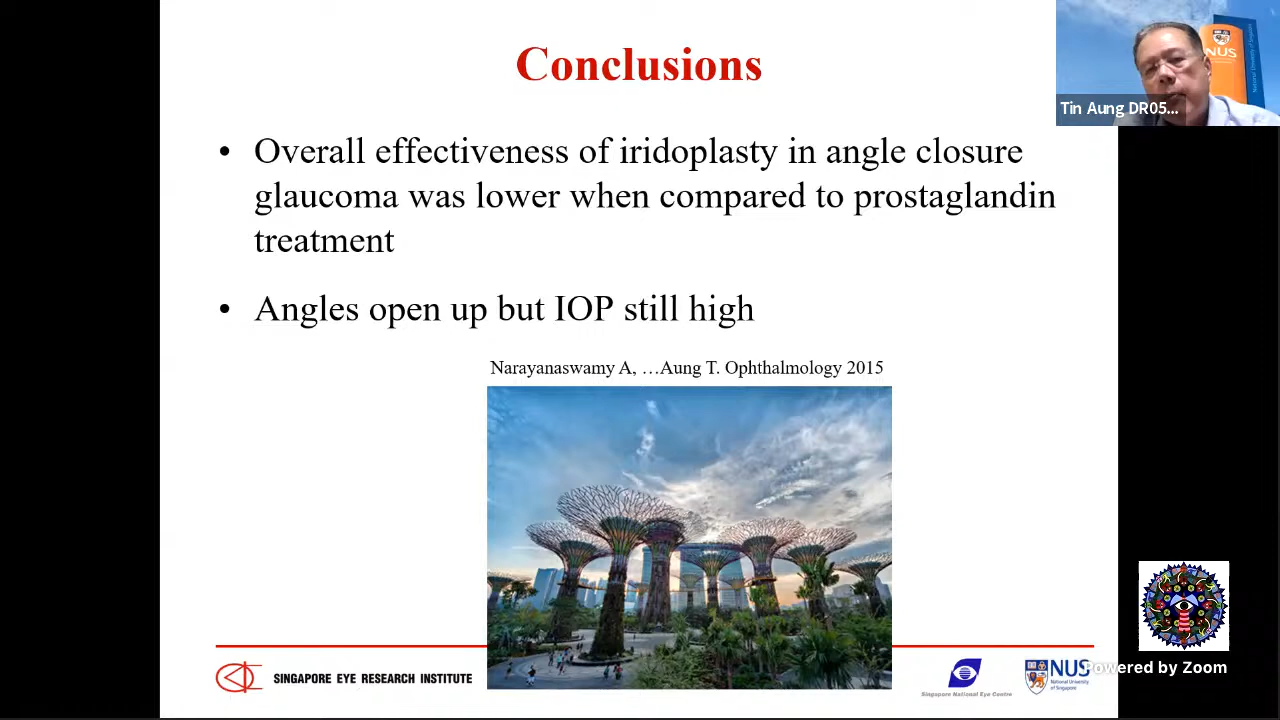 Conclusions
NUS
Tin Aung DR05...
• Overall effectiveness of iridoplasty in angle closure
glaucoma was lower when compared to prostaglandin
treatment
• Angles open up but IOP still high
Narayanaswamy A, …Aung T. Ophthalmology 2015
SINGAPORE EYE RESEARCH INSTITUTE
Singapore National Eye Centre
NUS
National University
of Singapore
Powered by Zoom